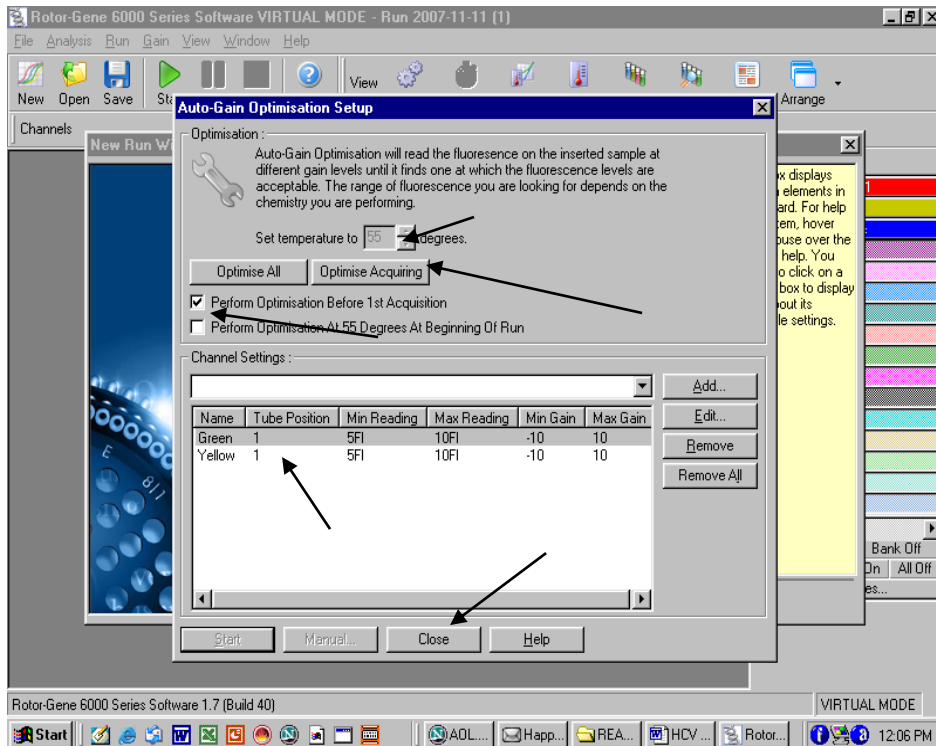 Rotor-Gene 6000 Series Software VIRTUAL MODE - Run 2007-11-11 (1)
File Analysis Run Gain View Window Help
New Open Save View Arrange
Channels
New Run
Auto-Gain Optimisation Setup
Optimisation :
Auto-Gain Optimisation will read the fluoresence on the inserted sample at
different gain levels until it finds one at which the fluorescence levels are
acceptable. The range of fluorescence you are looking for depends on the
chemistry you are performing.
Set temperature to 55 degrees.
Optimise All Optimise Acquiring
Perform Optimisation Before 1st Acquisition
Perform Optimisation At 55 Degrees At Beginning Of Run
Channel Settings :
Add...
Name Tube Position Min Reading Max Reading Min Gain Max Gain
Edit...
Green 1 5Fl 10Fl -10 10
Yellow 1 5Fl 10Fl -10 10
Remove
Remove All
Start Manual... Close Help
displays
elements in
ard. For help
tem, hover
ouse over the
help. You
o click on a
box to display
out its
le settings.
1
Bank Off
On All Off
es...
E
8/1
Rotor-Gene 6000 Series Software 1.7 (Build 40) VIRTUAL MODE
Start AOL.... Happ... REA... HCV ... Rotor... 12:06 PM